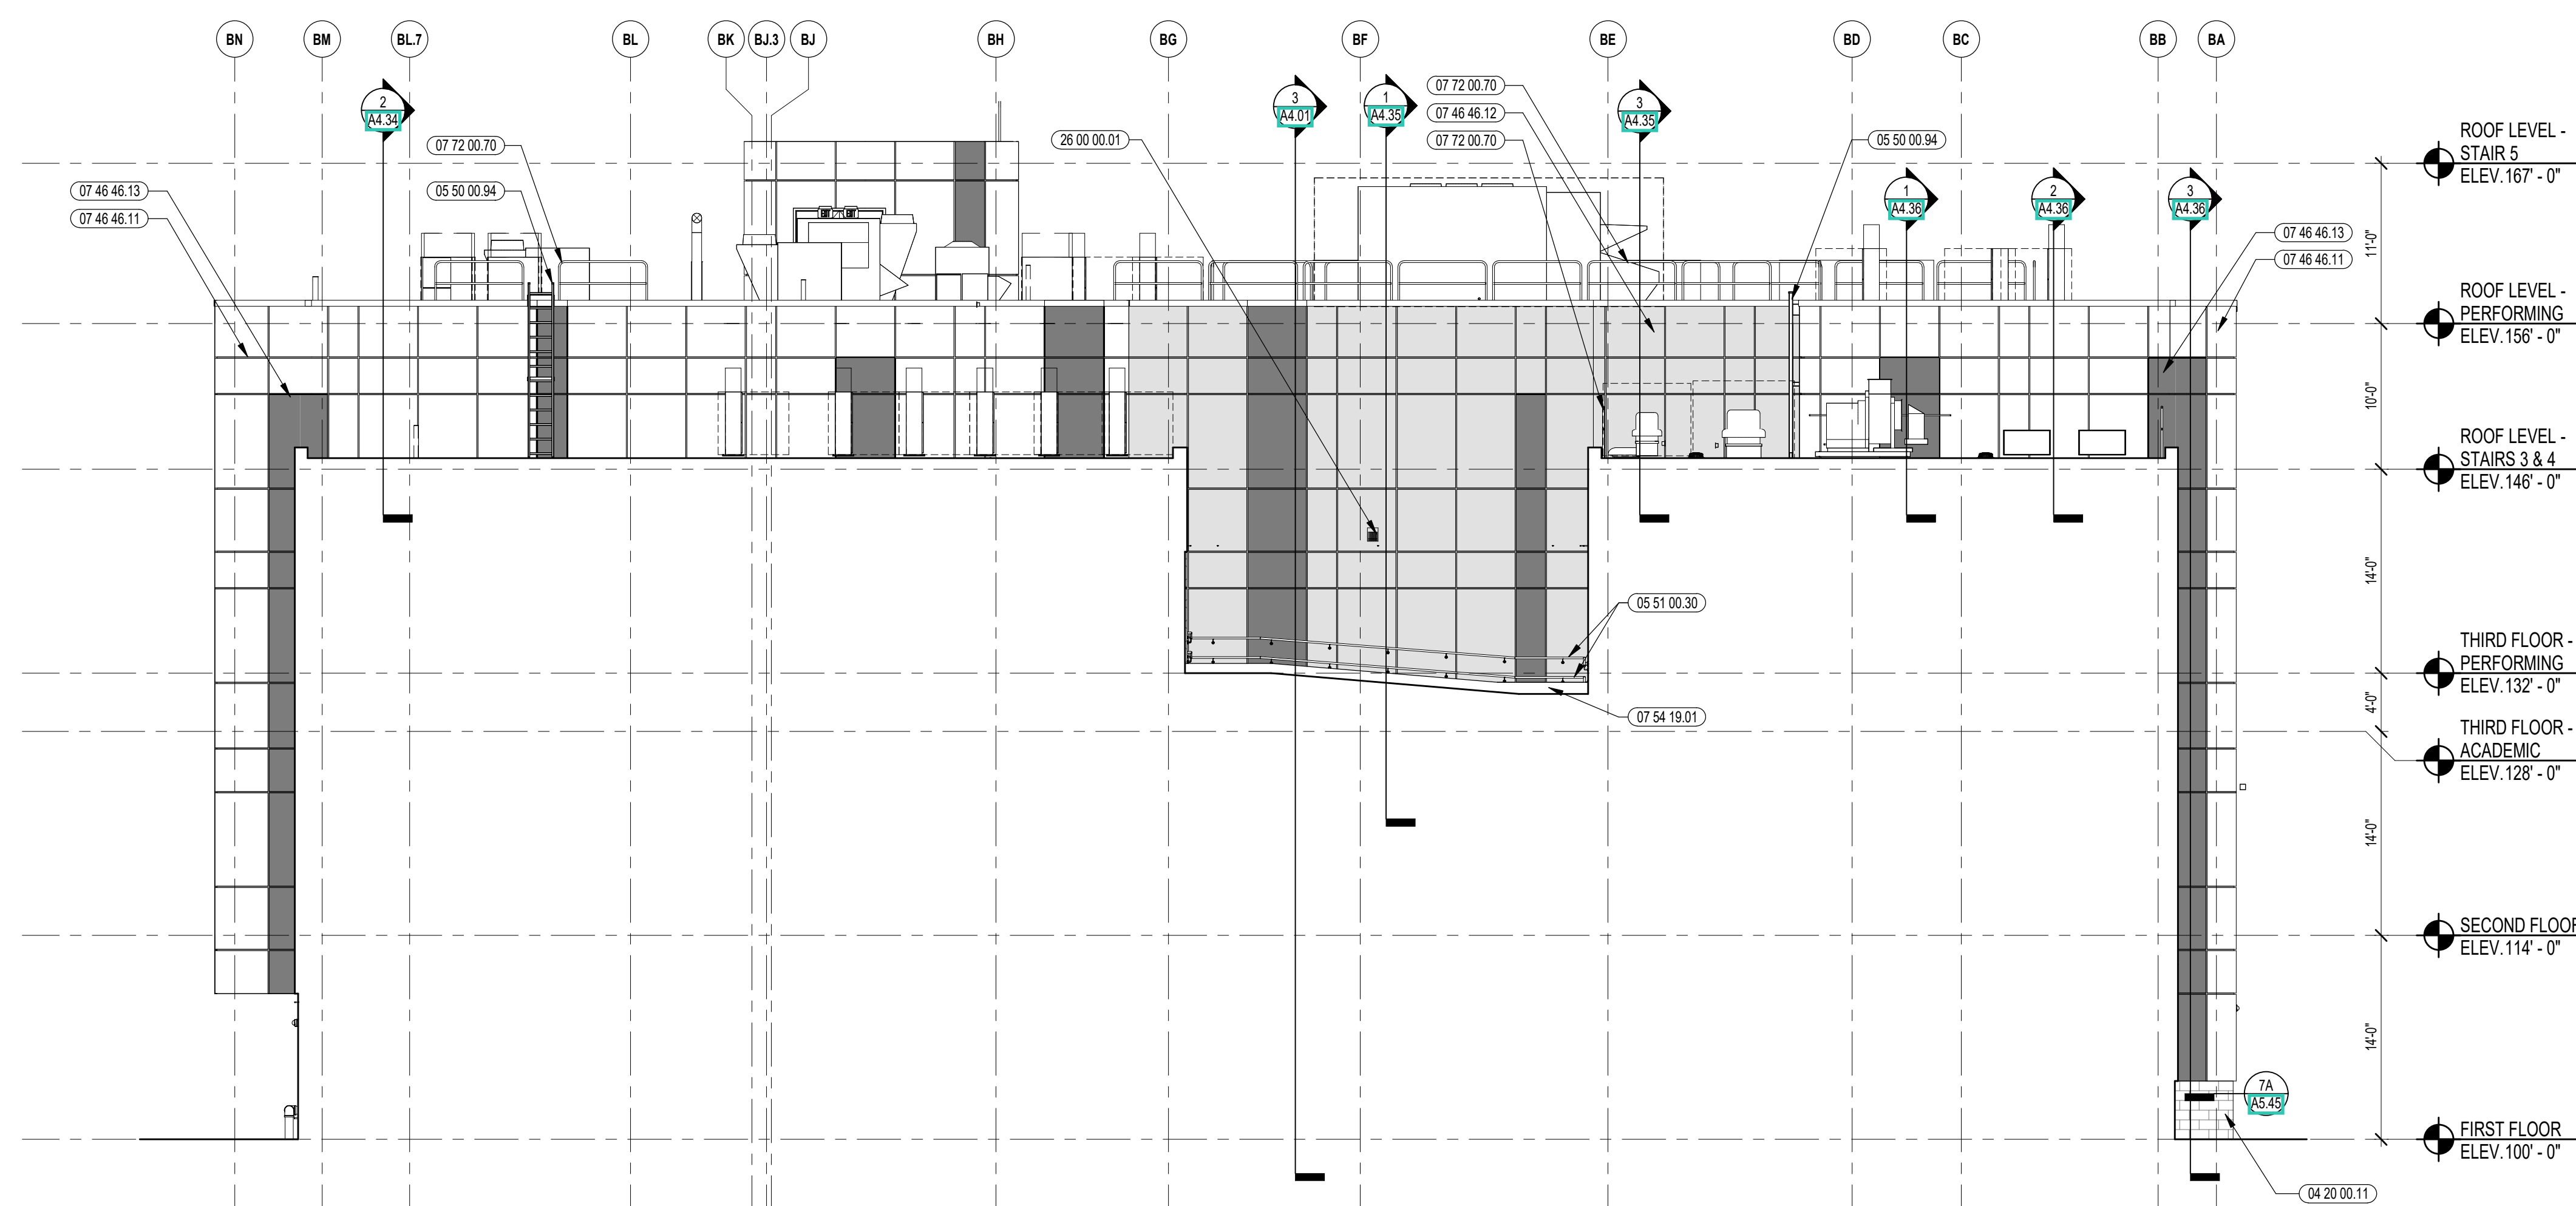 BN
BM
BL.7
BL
BK
BJ.3
BJ
BH
BG
BF
BE
BD
BC
BB
BA
2
A4.34
3
A4.01
1
A4.35
3
A4.35
1
A4.36
2
A4.36
3
A4.36
07 72 00.70
07 46 46.12
07 72 00.70
26 00 00.01
05 50 00.94
07 72 00.70
05 50 00.94
07 46 46.13
07 46 46.11
07 46 46.13
07 46 46.11
05 51 00.30
07 54 19.01
7A
A5.45
04 20 00.11
11'-0"
10'-0"
14'-0"
4'-0"
14'-0"
14'-0"
ROOF LEVEL -
STAIR 5
ELEV.167' - 0"
ROOF LEVEL -
PERFORMING
ELEV.156' - 0"
ROOF LEVEL -
STAIRS 3 & 4
ELEV.146' - 0"
THIRD FLOOR -
PERFORMING
ELEV.132' - 0"
THIRD FLOOR -
ACADEMIC
ELEV.128' - 0"
SECOND FLOOR
ELEV.114' - 0"
FIRST FLOOR
ELEV.100' - 0"